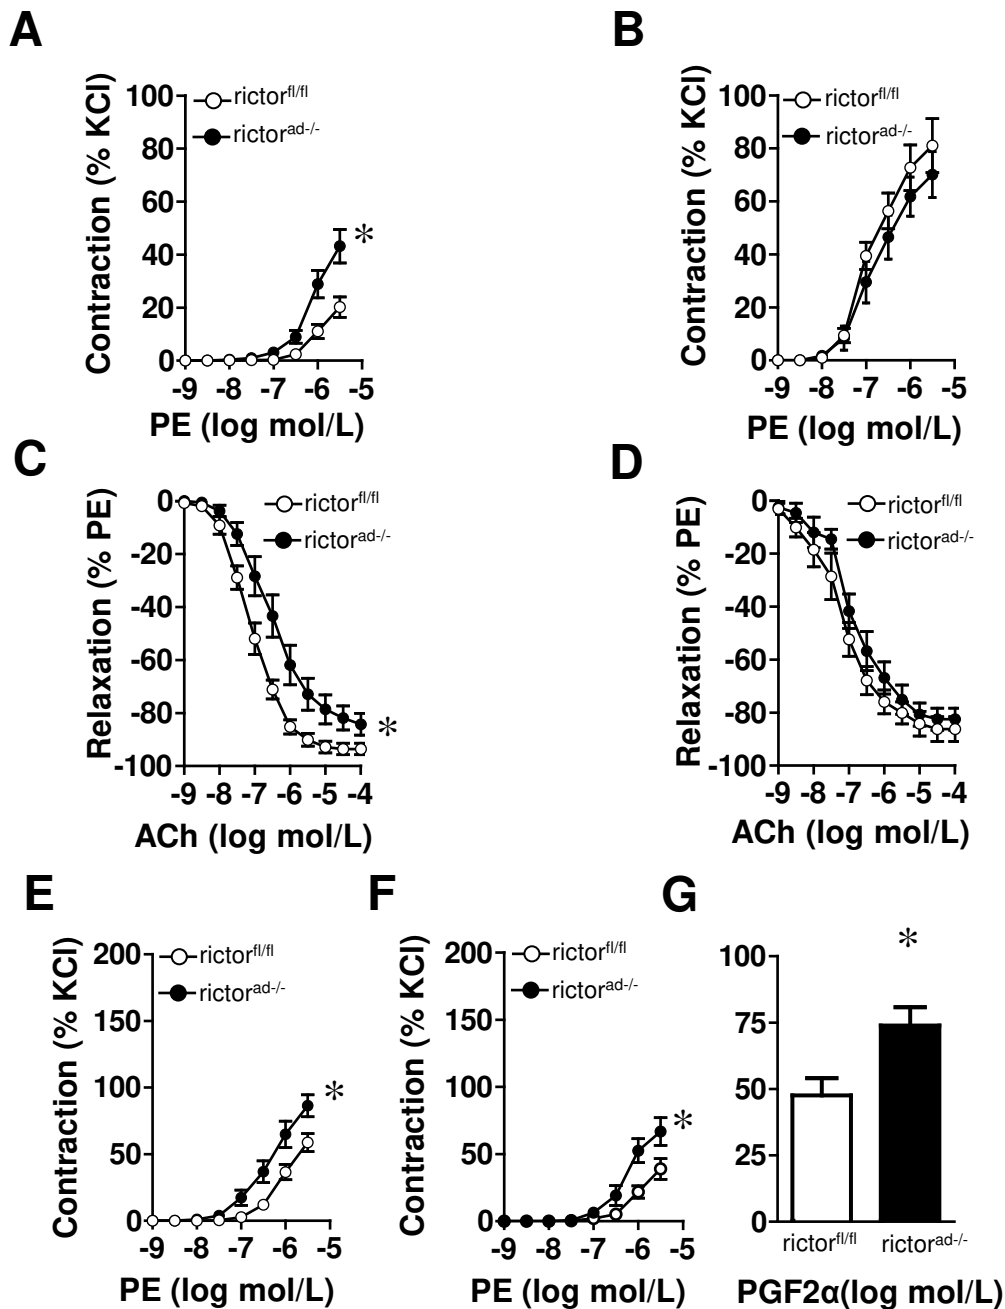 A
Contraction (% KCl)
100
80
60
40
20
0
rictorfl/fl
rictorad-/-
*
-9 -8 -7 -6 -5
PE (log mol/L)
B
Contraction (% KCl)
100
80
60
40
20
0
rictorfl/fl
rictorad-/-
-9 -8 -7 -6 -5
PE (log mol/L)
C
Relaxation (% PE)
0
-20
-40
-60
-80
-100
rictorfl/fl
rictorad-/-
*
-9 -8 -7 -6 -5 -4
ACh (log mol/L)
D
Relaxation (% PE)
0
-20
-40
-60
-80
-100
rictorfl/fl
rictorad-/-
-9 -8 -7 -6 -5 -4
ACh (log mol/L)
E
Contraction (% KCl)
200
150
100
50
0
rictorfl/fl
rictorad-/-
*
-9 -8 -7 -6 -5
PE (log mol/L)
F
Contraction (% KCl)
200
150
100
50
0
rictorfl/fl
rictorad-/-
*
-9 -8 -7 -6 -5
PE (log mol/L)
G
100
75
50
25
0
*
rictorfl/fl rictorad-/-
PGF2α(log mol/L)